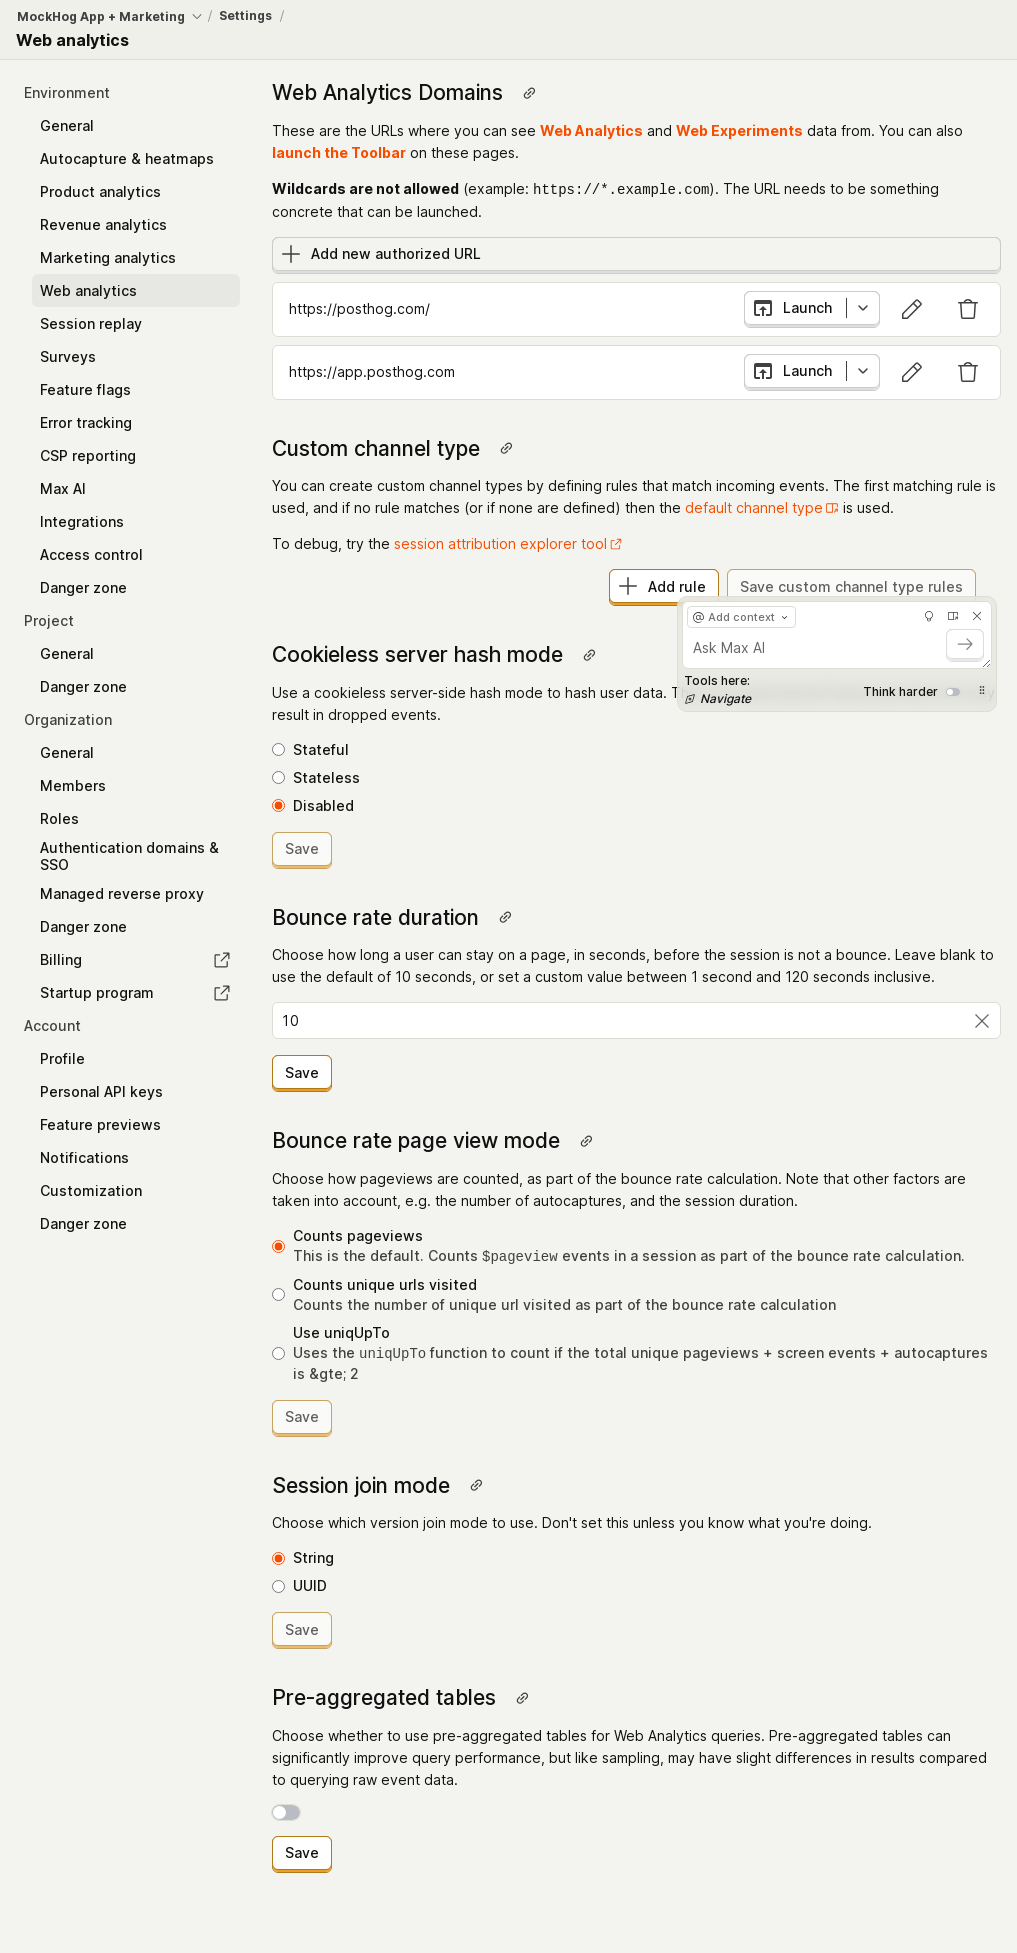 MockHog App + Marketing / Settings /
Web analytics
Environment
General
Autocapture & heatmaps
Product analytics
Revenue analytics
Marketing analytics
Web analytics
Session replay
Surveys
Feature flags
Error tracking
CSP reporting
Max AI
Integrations
Access control
Danger zone
Project
General
Danger zone
Organization
General
Members
Roles
Authentication domains &
SSO
Managed reverse proxy
Danger zone
Billing
Startup program
Account
Profile
Personal API keys
Feature previews
Notifications
Customization
Danger zone
Web Analytics Domains
These are the URLs where you can see Web Analytics and Web Experiments data from. You can also
launch the Toolbar on these pages.
Wildcards are not allowed (example: https://*.example.com). The URL needs to be something
concrete that can be launched.
Add new authorized URL
https://posthog.com/
Launch
https://app.posthog.com
Launch
Custom channel type
You can create custom channel types by defining rules that match incoming events. The first matching rule is
used, and if no rule matches (or if none are defined) then the default channel type is used.
To debug, try the session attribution explorer tool
Add rule
Save custom channel type rules
@ Add context
Ask Max AI
Tools here:
Navigate
Think harder
Cookieless server hash mode
Use a cookieless server-side hash mode to hash user data. T
result in dropped events.
Stateful
Stateless
Disabled
Save
Bounce rate duration
Choose how long a user can stay on a page, in seconds, before the session is not a bounce. Leave blank to
use the default of 10 seconds, or set a custom value between 1 second and 120 seconds inclusive.
10
Save
Bounce rate page view mode
Choose how pageviews are counted, as part of the bounce rate calculation. Note that other factors are
taken into account, e.g. the number of autocaptures, and the session duration.
Counts pageviews
This is the default. Counts $pageview events in a session as part of the bounce rate calculation.
Counts unique urls visited
Counts the number of unique url visited as part of the bounce rate calculation
Use uniqUpTo
Uses the uniqUpTo function to count if the total unique pageviews + screen events + autocaptures
is &gte; 2
Save
Session join mode
Choose which version join mode to use. Don't set this unless you know what you're doing.
String
UUID
Save
Pre-aggregated tables
Choose whether to use pre-aggregated tables for Web Analytics queries. Pre-aggregated tables can
significantly improve query performance, but like sampling, may have slight differences in results compared
to querying raw event data.
Save